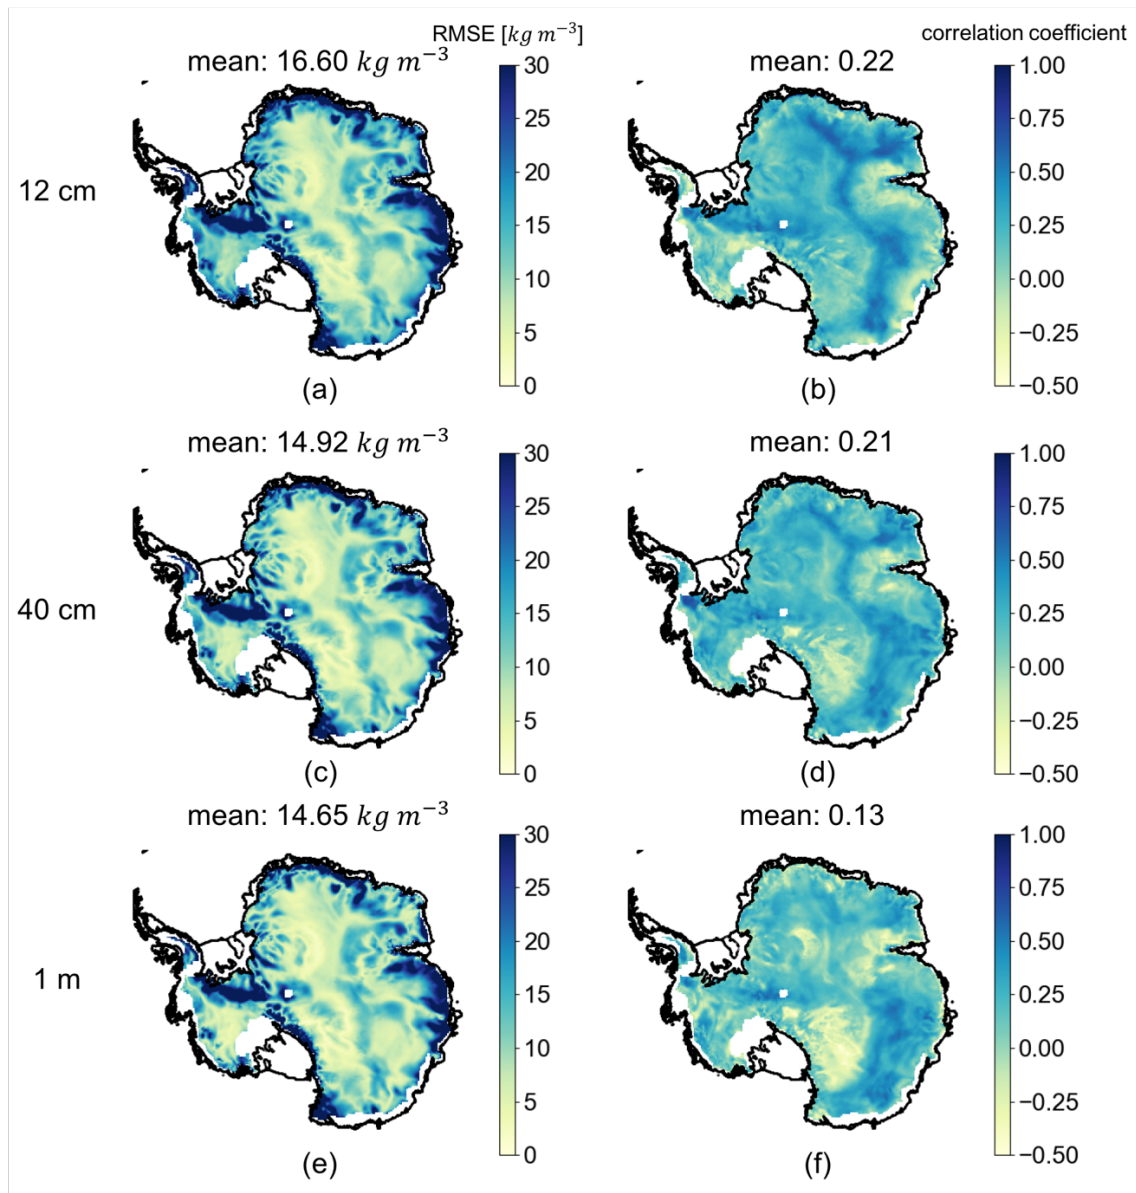 RMSE [kg m⁻³]
correlation coefficient
mean: 16.60 kg m⁻³
mean: 0.22
12 cm
30
25
20
15
10
5
0
1.00
0.75
0.50
0.25
0.00
−0.25
−0.50
(a)
(b)
mean: 14.92 kg m⁻³
mean: 0.21
40 cm
30
25
20
15
10
5
0
1.00
0.75
0.50
0.25
0.00
−0.25
−0.50
(c)
(d)
mean: 14.65 kg m⁻³
mean: 0.13
1 m
30
25
20
15
10
5
0
1.00
0.75
0.50
0.25
0.00
−0.25
−0.50
(e)
(f)